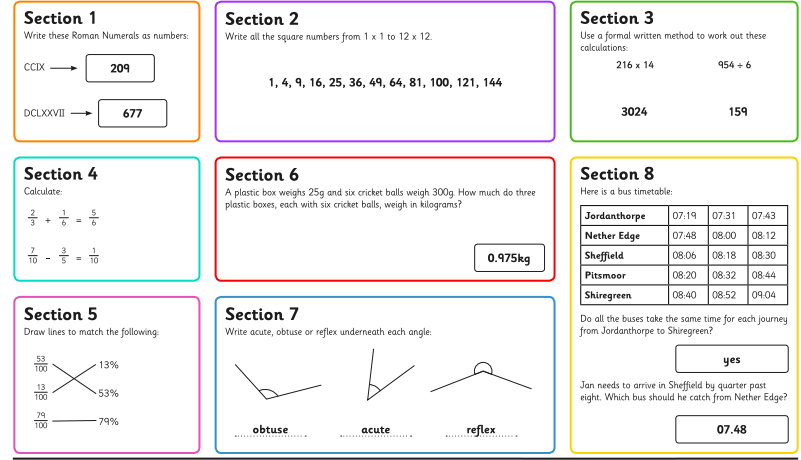 Section 1
Write these Roman Numerals as numbers:
CCIX 209
DCLXXVII 677
Section 2
Write all the square numbers from 1 x 1 to 12 x 12.
1, 4, 9, 16, 25, 36, 49, 64, 81, 100, 121, 144
Section 3
Use a formal written method to work out these
calculations:
216 x 14 954 ÷ 6
3024 159
Section 4
Calculate:
2/3 + 1/6 = 5/6
7/10 - 3/5 = 1/10
Section 5
Draw lines to match the following:
53/100 13%
13/100 53%
79/100 79%
Section 6
A plastic box weighs 25g and six cricket balls weigh 300g. How much do three
plastic boxes, each with six cricket balls, weigh in kilograms?
0.975kg
Section 7
Write acute, obtuse or reflex underneath each angle:
obtuse acute reflex
Section 8
Here is a bus timetable:
Jordanthorpe 07:19 07:31 07:43
Nether Edge 07:48 08:00 08:12
Sheffield 08:06 08:18 08:30
Pitsmoor 08:20 08:32 08:44
Shiregreen 08:40 08:52 09:04
Do all the buses take the same time for each journey
from Jordanthorpe to Shiregreen?
yes
Jan needs to arrive in Sheffield by quarter past
eight. Which bus should he catch from Nether Edge?
07.48